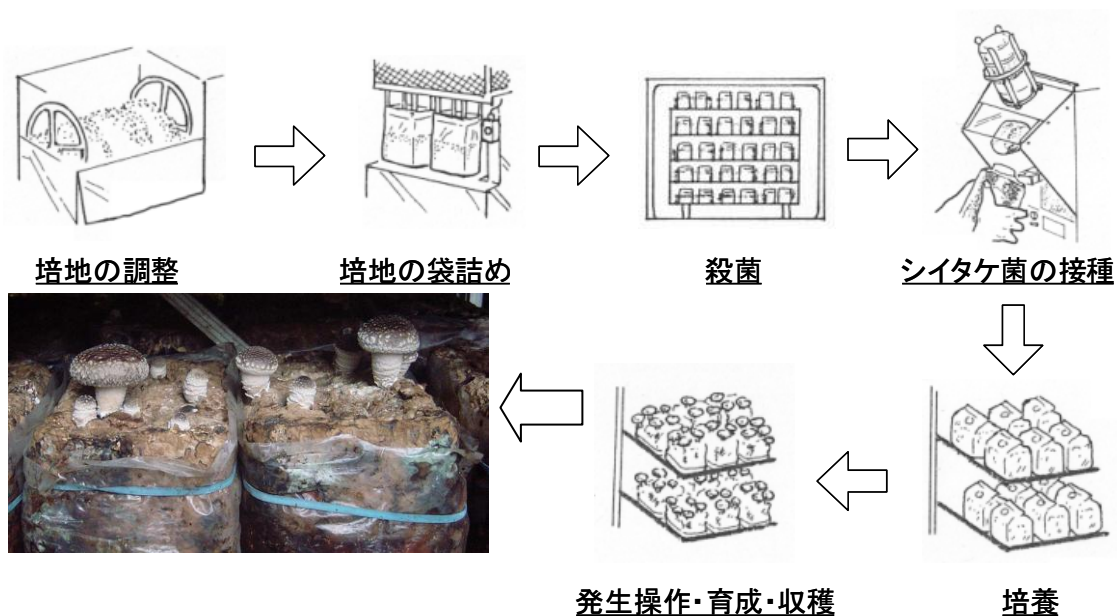 培地の調整
培地の袋詰め
殺菌
シイタケ菌の接種
培養
発生操作・育成・収穫